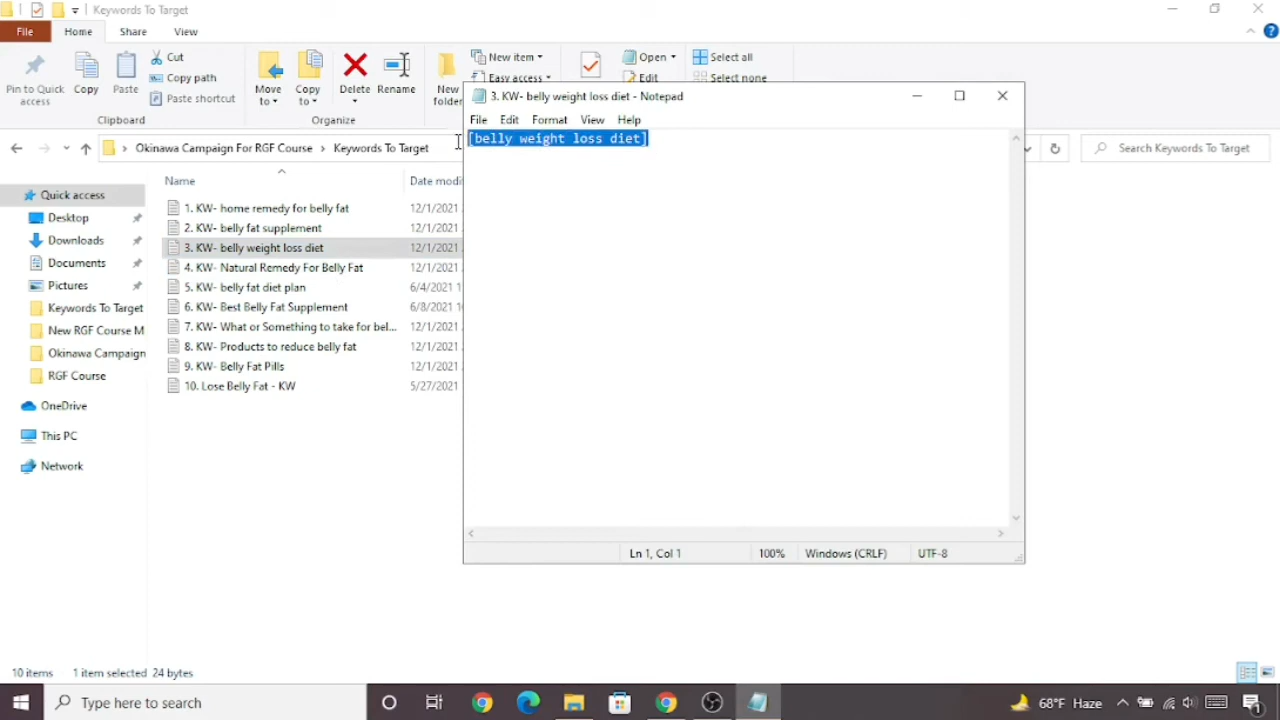 Keywords To Target
File Home Share View
Pin to Quick access
Copy
Paste
Cut
Copy path
Paste shortcut
Clipboard
Move to
Copy to
Delete
Rename
Organize
New folder
New item
Easy access
Open
Edit
Select all
Select none
Okinawa Campaign For RGF Course > Keywords To Target
Search Keywords To Target
Quick access
Desktop
Downloads
Documents
Pictures
Keywords To Target
New RGF Course M
Okinawa Campaign
RGF Course
OneDrive
This PC
Network
Name Date modi
1. KW- home remedy for belly fat 12/1/2021
2. KW- belly fat supplement 12/1/2021
3. KW- belly weight loss diet 12/1/2021
4. KW- Natural Remedy For Belly Fat 12/1/2021
5. KW- belly fat diet plan 6/4/2021 1
6. KW- Best Belly Fat Supplement 6/8/2021 1
7. KW- What or Something to take for bel... 12/1/2021
8. KW- Products to reduce belly fat 12/1/2021
9. KW- Belly Fat Pills 12/1/2021
10. Lose Belly Fat - KW 5/27/2021
3. KW- belly weight loss diet - Notepad
File Edit Format View Help
[belly weight loss diet]
Ln 1, Col 1 100% Windows (CRLF) UTF-8
10 items 1 item selected 24 bytes
Type here to search
68°F Haze
1